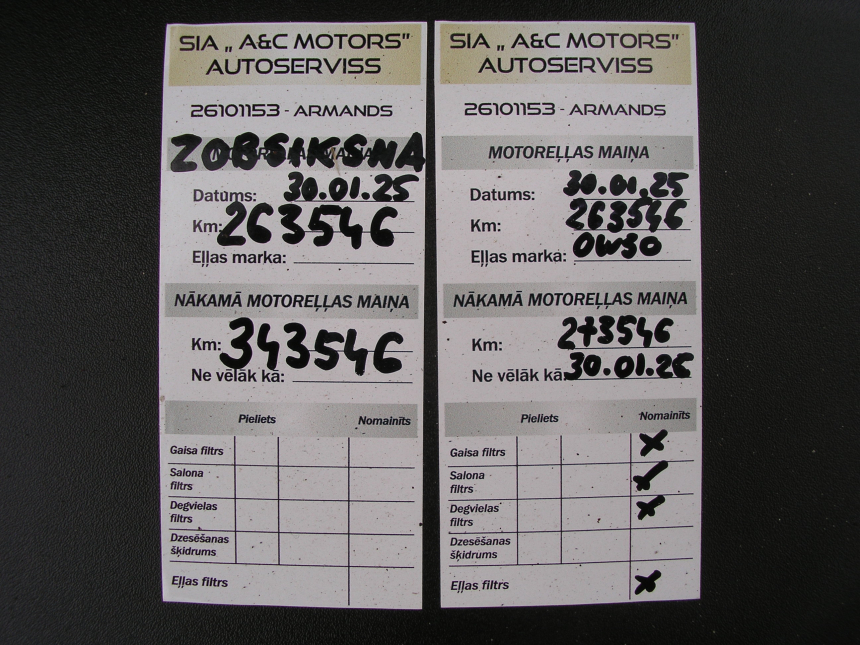 SIA „ A&C MOTORS”
AUTOSERVISS
26101153 - ARMANDS
ZOBSIKSNA
Datums: 30.01.25
Km: 263546
Eļļas marka:
NĀKAMĀ MOTOREĻĻAS MAIŅA
Km: 343546
Ne vēlāk kā:
Pieliets Nomainīts
Gaisa filtrs
Salona
filtrs
Degvielas
filtrs
Dzesēšanas
šķidrums
Eļļas filtrs
SIA „ A&C MOTORS”
AUTOSERVISS
26101153 - ARMANDS
MOTOREĻĻAS MAIŅA
Datums: 30.01.25
Km: 263546
Eļļas marka: 0W30
NĀKAMĀ MOTOREĻĻAS MAIŅA
Km: 273546
Ne vēlāk kā: 30.01.26
Pieliets Nomainīts
Gaisa filtrs x
Salona
filtrs x
Degvielas
filtrs x
Dzesēšanas
šķidrums
Eļļas filtrs x